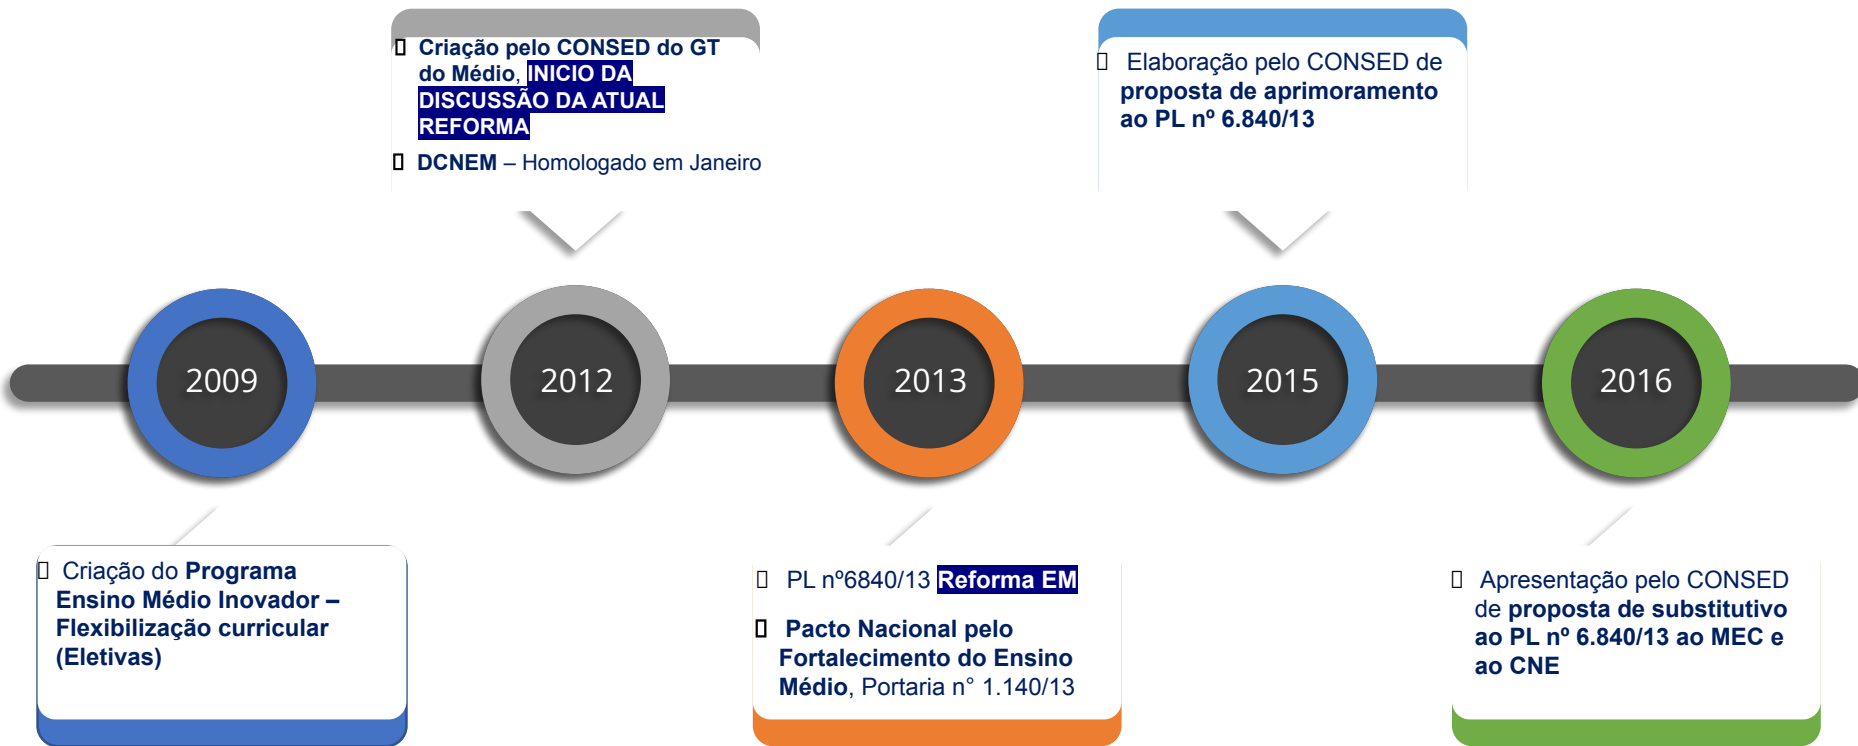 Criação pelo CONSED do GT
do Médio, INICIO DA
DISCUSSÃO DA ATUAL
REFORMA
DCNEM – Homologado em Janeiro
Elaboração pelo CONSED de
proposta de aprimoramento
ao PL nº 6.840/13
2009
2012
2013
2015
2016
Criação do Programa
Ensino Médio Inovador –
Flexibilização curricular
(Eletivas)
PL nº6840/13 Reforma EM
Pacto Nacional pelo
Fortalecimento do Ensino
Médio, Portaria n° 1.140/13
Apresentação pelo CONSED
de proposta de substitutivo
ao PL nº 6.840/13 ao MEC e
ao CNE